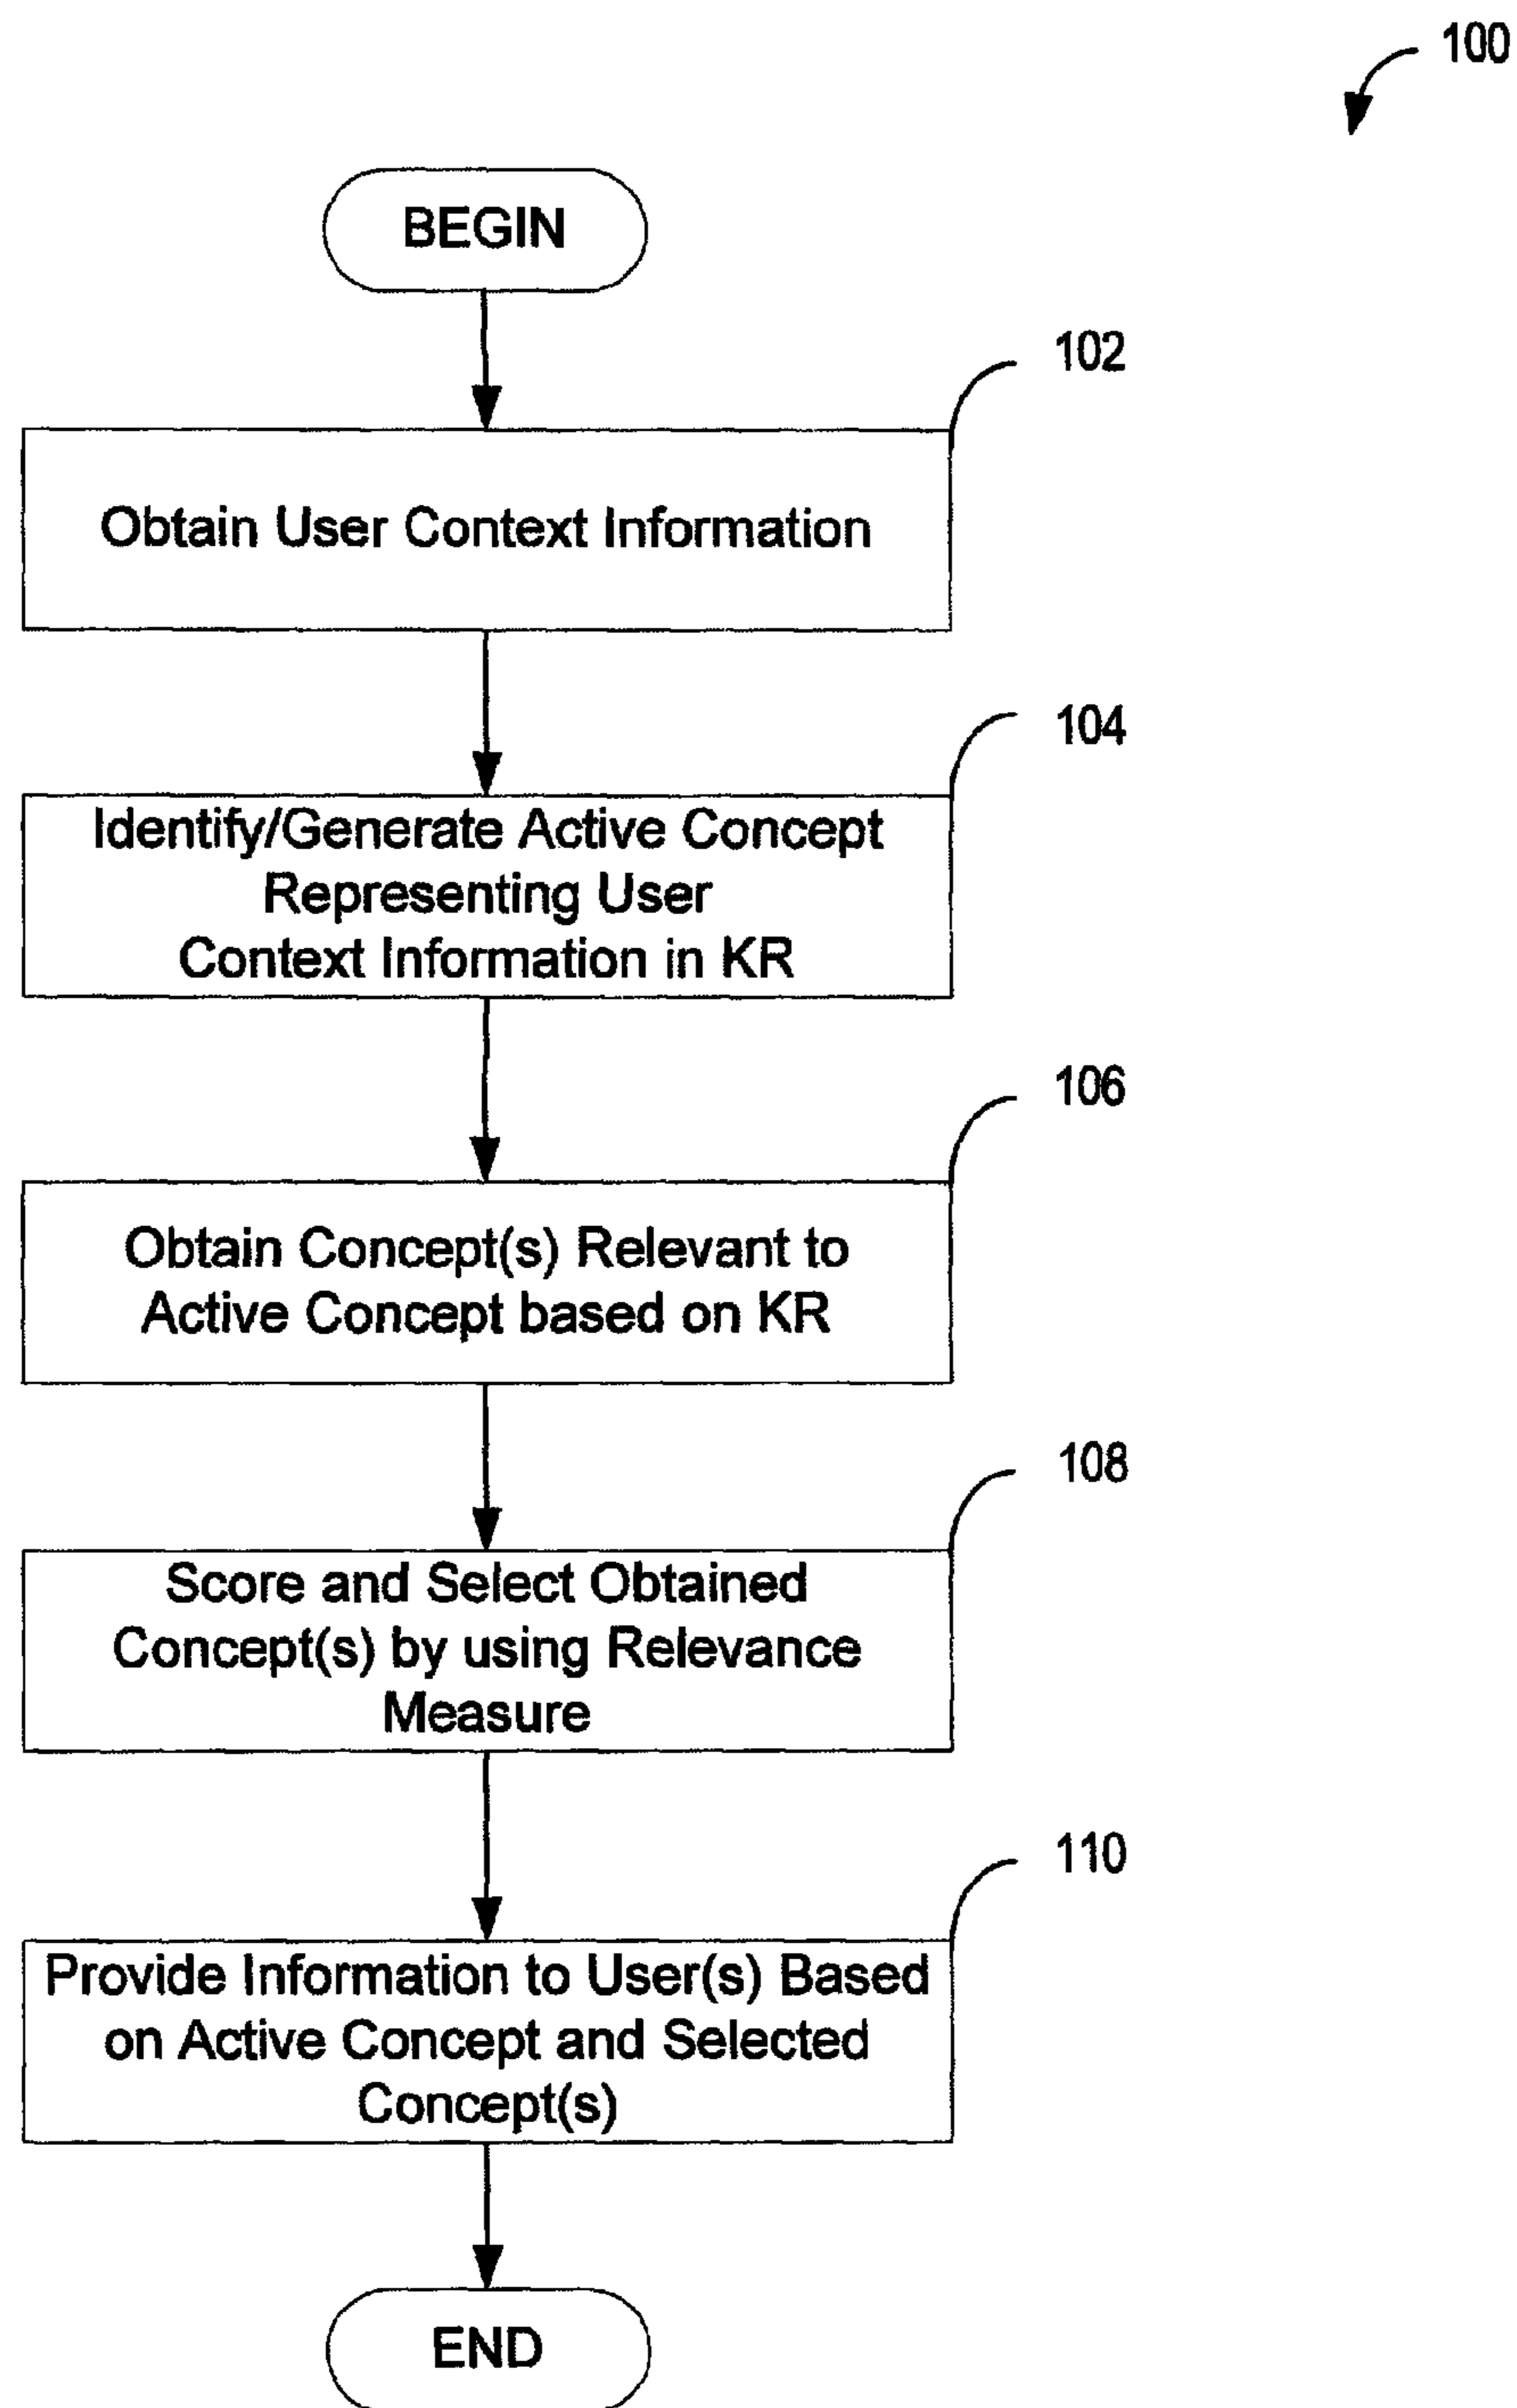 100
BEGIN
102
Obtain User Context Information
104
Identify/Generate Active Concept
Representing User
Context Information in KR
106
Obtain Concept(s) Relevant to
Active Concept based on KR
108
Score and Select Obtained
Concept(s) by using Relevance
Measure
110
Provide Information to User(s) Based
on Active Concept and Selected
Concept(s)
END